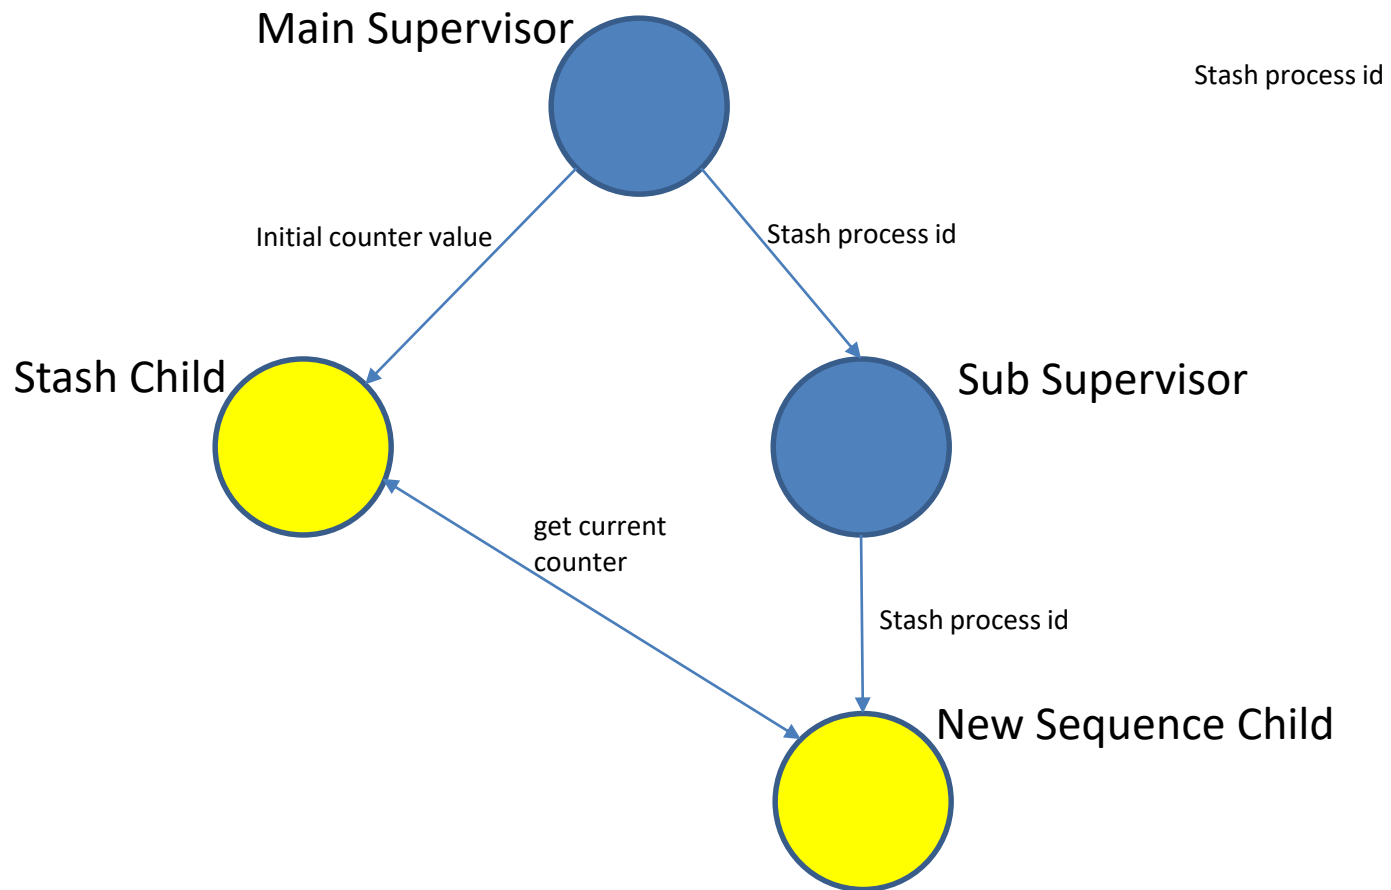 Main Supervisor
Stash process id
Initial counter value
Stash process id
Stash Child
Sub Supervisor
get current
counter
Stash process id
New Sequence Child